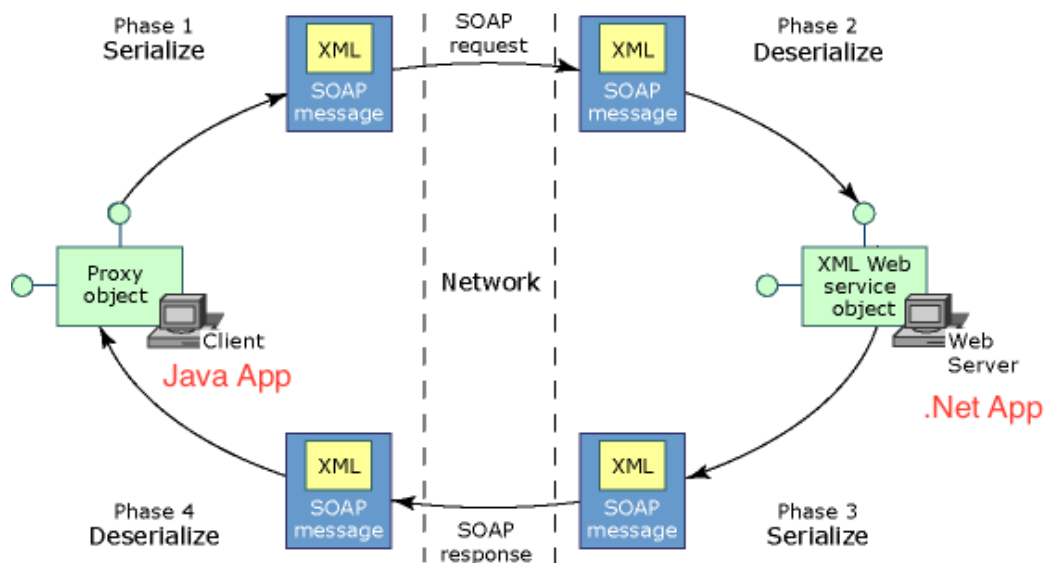 Phase 1
Serialize
XML
SOAP
message
SOAP
request
XML
SOAP
message
Phase 2
Deserialize
Proxy
object
Client
Java App
Network
XML Web
service
object
Web
Server
.Net App
Phase 4
Deserialize
XML
SOAP
message
SOAP
response
XML
SOAP
message
Phase 3
Serialize